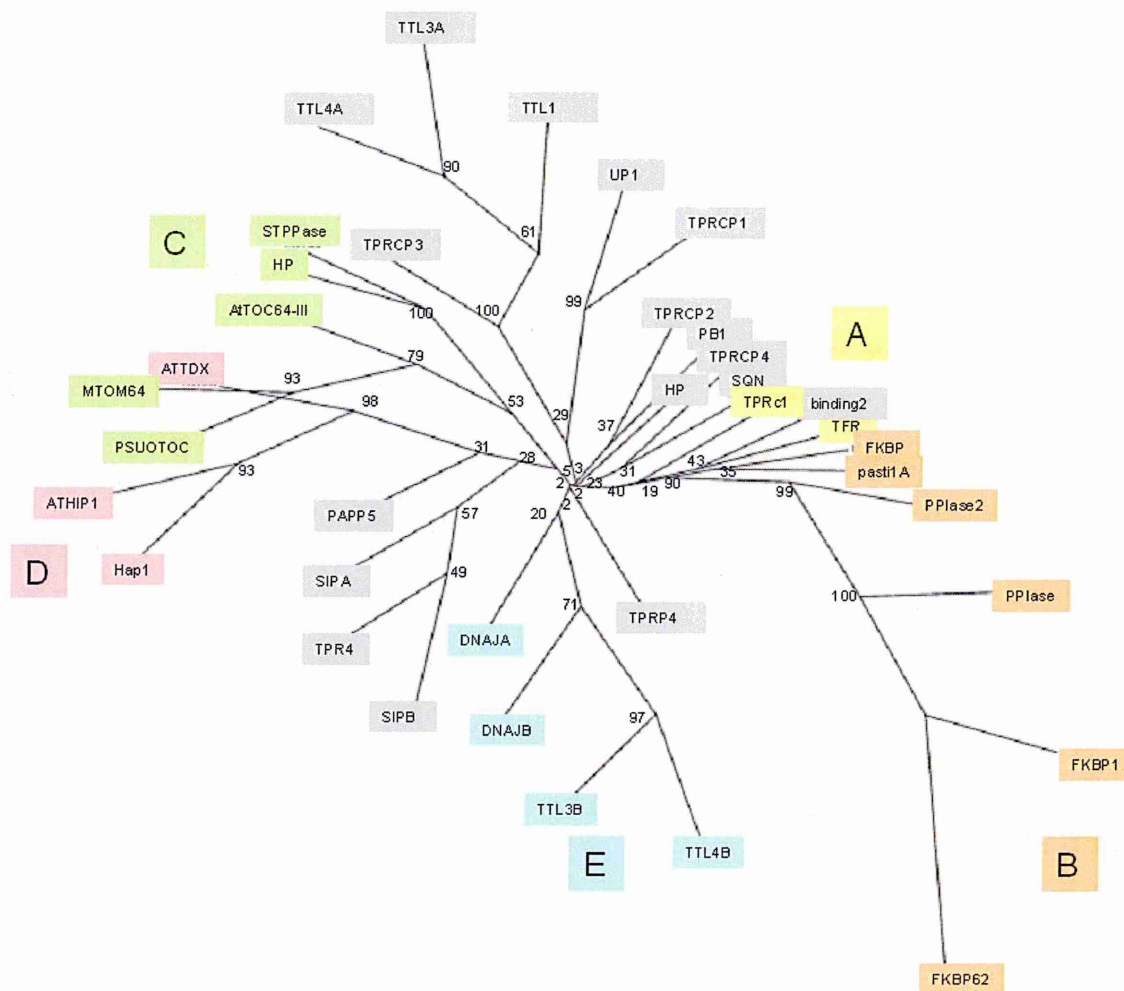 TTL3A
TTL4A
TTL1
90
UP1
TPRCP1
C
STPPase
TPRCP3
61
HP
99
100
100
TPRCP2
A
AtTOC64-III
PB1
TPRCP4
79
ATTDX
HP
SQN
MTOM64
93
TPRc1
binding2
98
53
29
37
TFR
FKBP
PSUOTOC
31
28
5
3
31
43
35
pasti1A
93
2
23
40
19
90
99
ATHIP1
2
2
PPIase2
PAPP5
57
20
D
Hap1
SIPA
49
100
PPIase
71
TPRP4
TPR4
DNAJA
SIPB
97
DNAJB
FKBP1
TTL3B
E
TTL4B
B
FKBP62